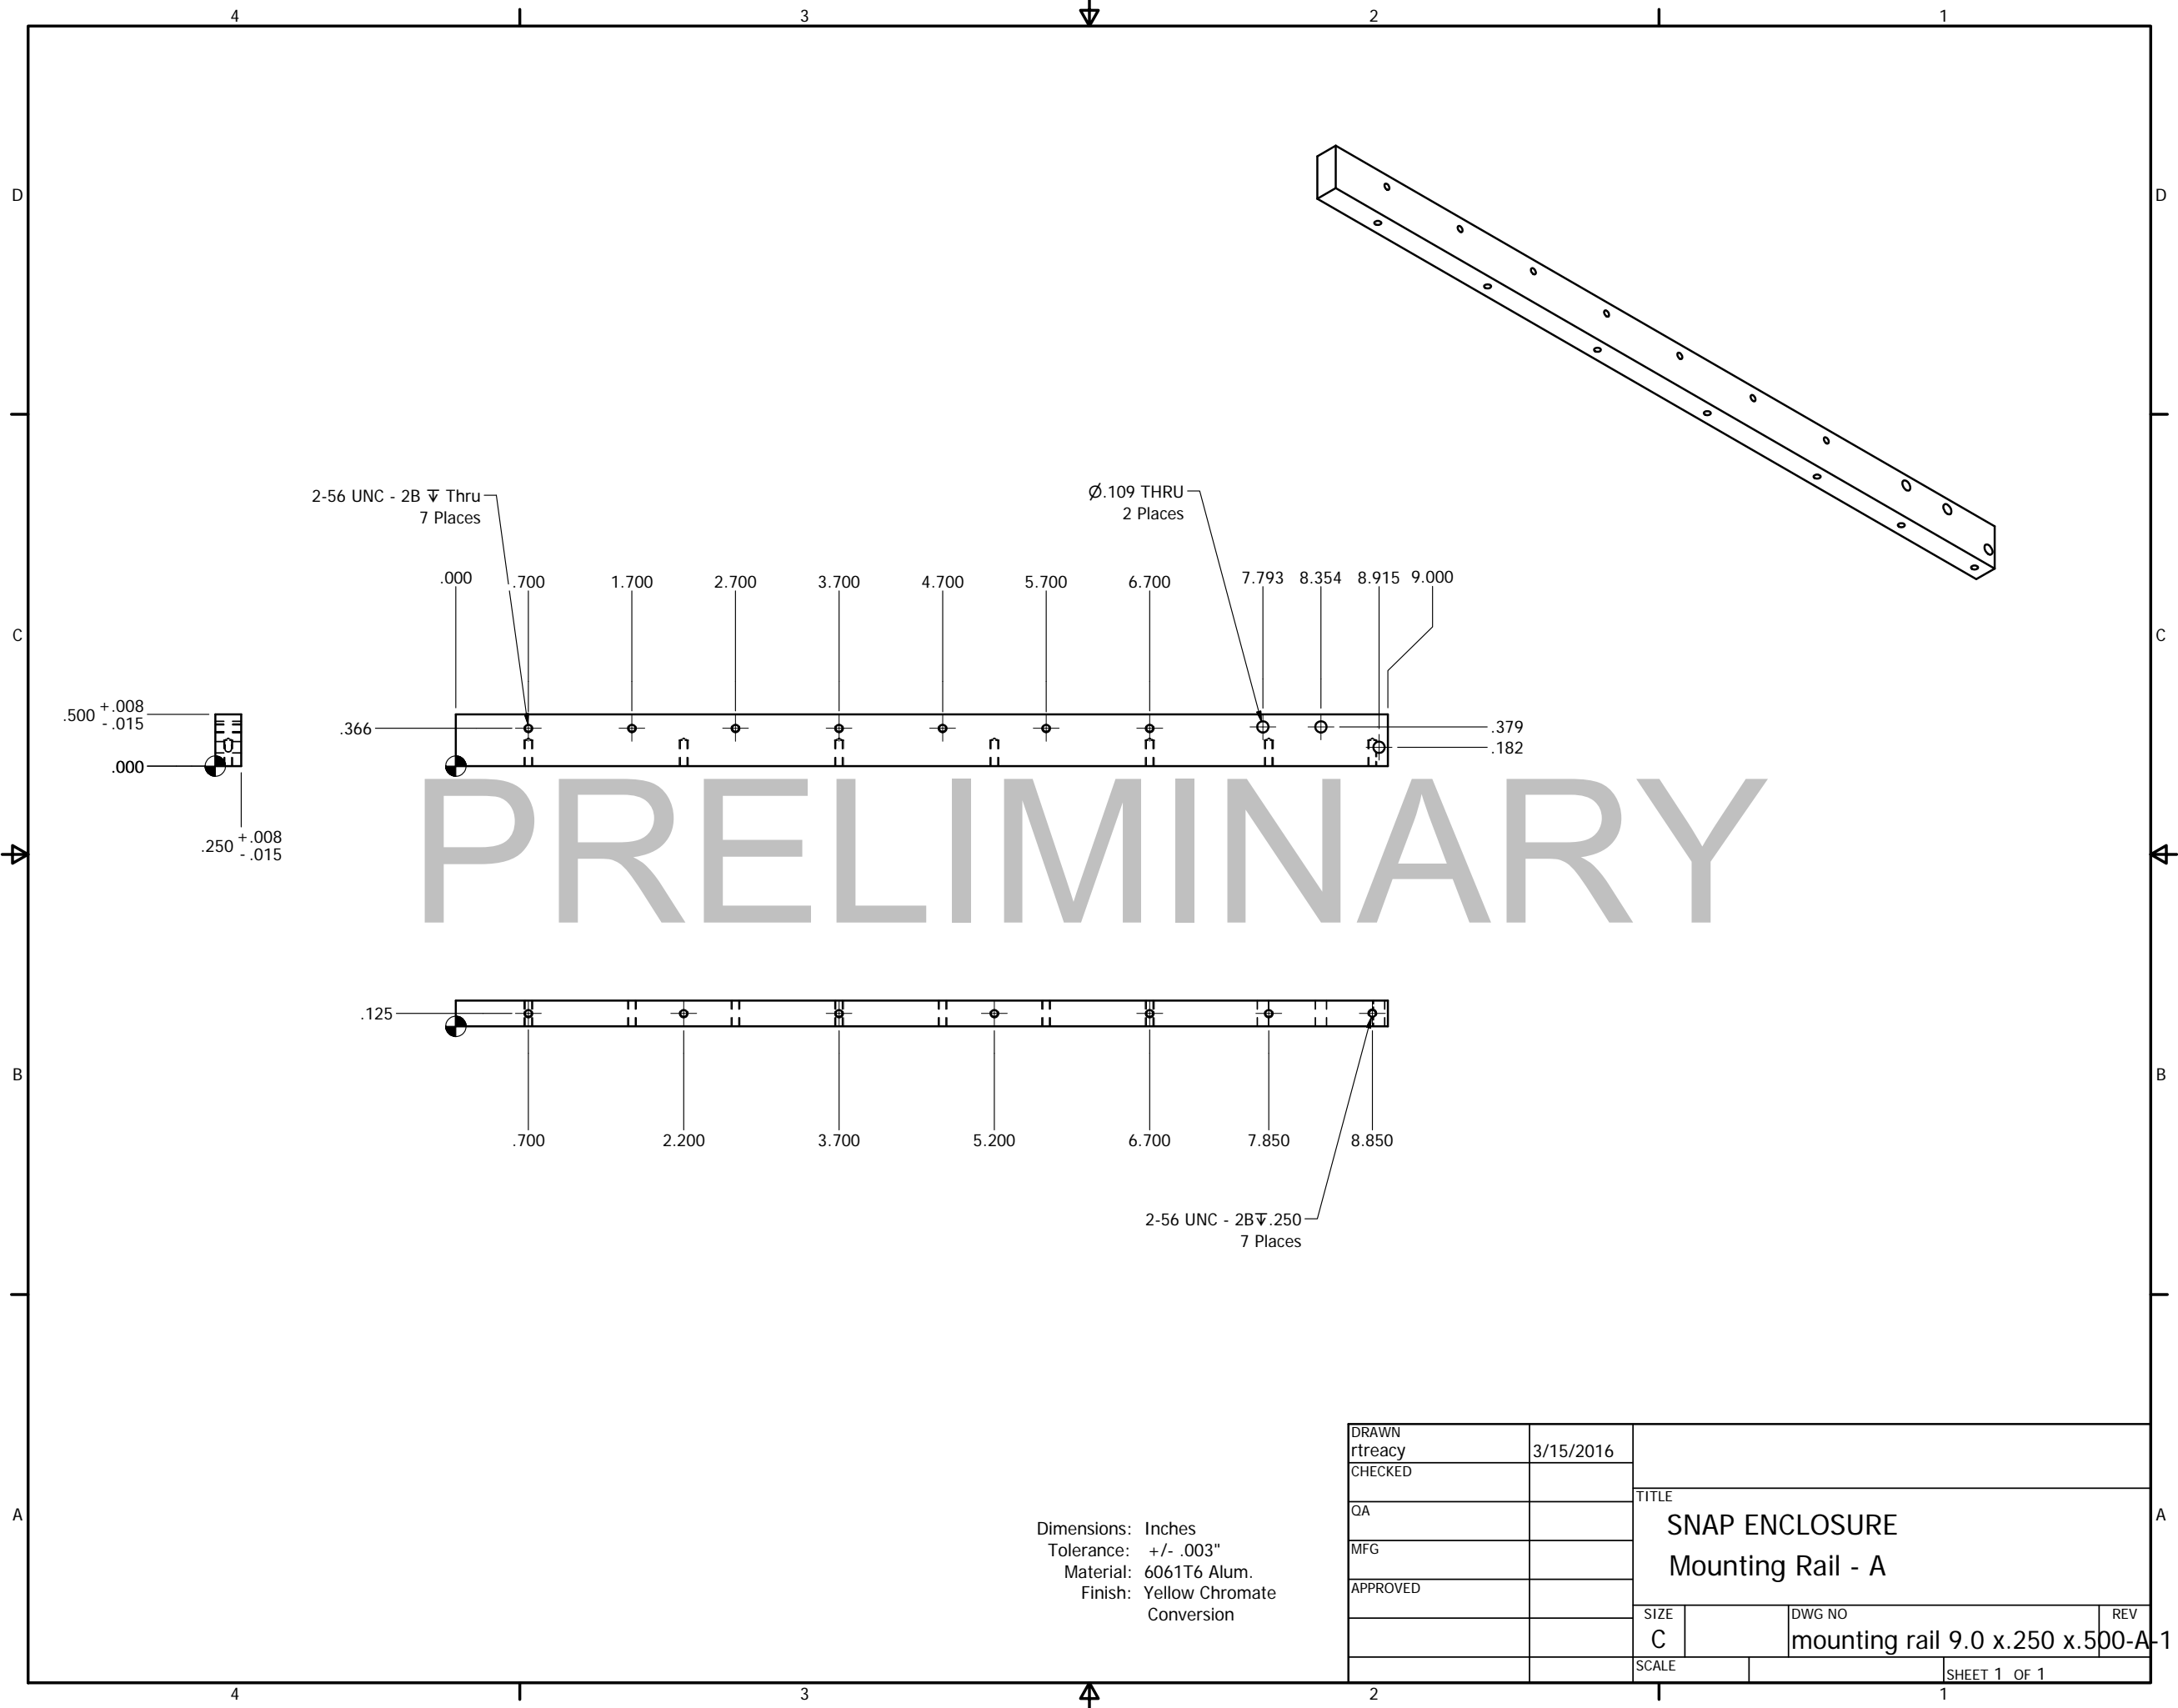 4 3 2 1
D D
2-56 UNC - 2B ↧ Thru
7 Places
Ø.109 THRU
2 Places
.000 .700 1.700 2.700 3.700 4.700 5.700 6.700 7.793 8.354 8.915 9.000
C C
.500 +.008
- .015
.366
.379
.182
.000
.250 +.008
- .015
PRELIMINARY
.125
B B
.700 2.200 3.700 5.200 6.700 7.850 8.850
2-56 UNC - 2B↧.250
7 Places
A A
Dimensions: Inches
Tolerance: +/- .003"
Material: 6061T6 Alum.
Finish: Yellow Chromate
Conversion
DRAWN
rtreacy 3/15/2016
CHECKED
QA
MFG
APPROVED
TITLE
SNAP ENCLOSURE
Mounting Rail - A
SIZE
C
DWG NO
mounting rail 9.0 x.250 x.500-A-1
REV
SCALE
SHEET 1 OF 1
4 3 2 1